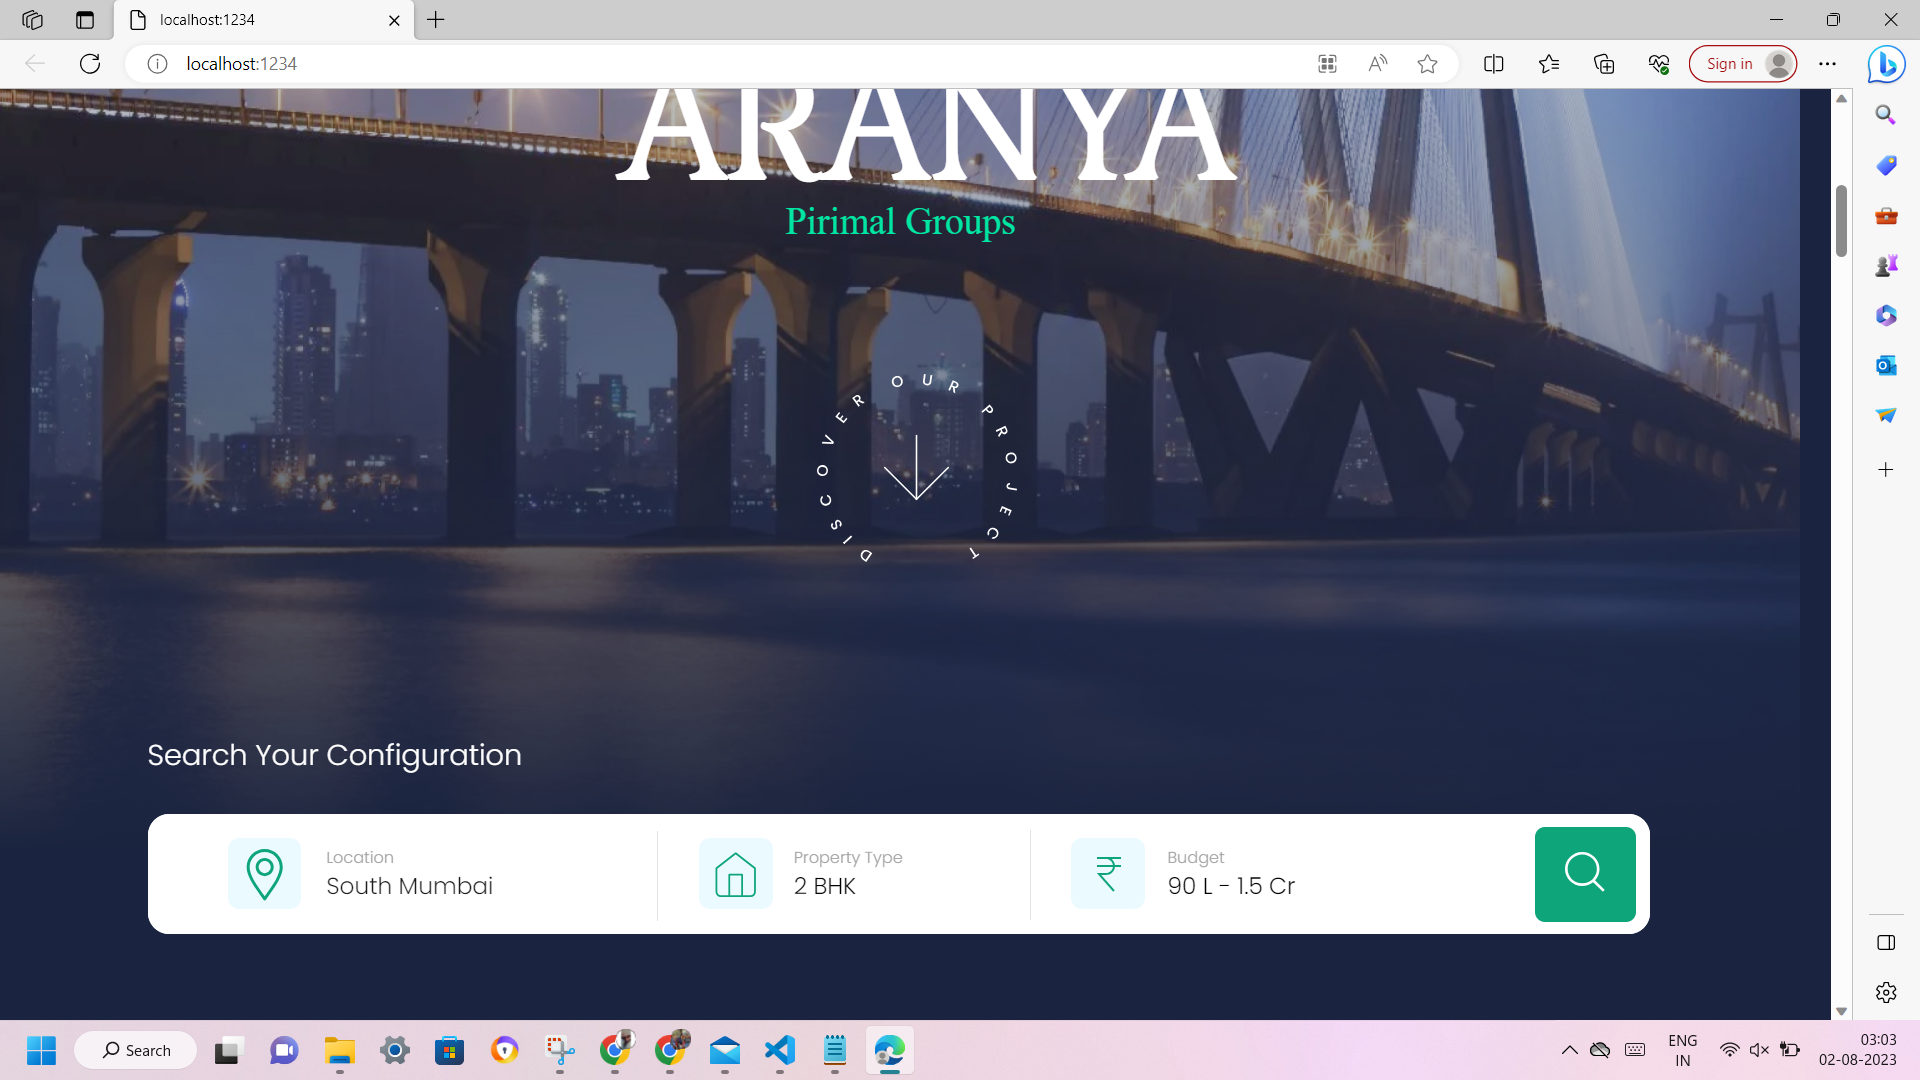 localhost:1234
localhost:1234
Sign in
ARANYA
Pirimal Groups
DISCOVER OUR PROJECT
Search Your Configuration
Location
South Mumbai
Property Type
2 BHK
Budget
90 L - 1.5 Cr
Search
ENG
IN
03:03
02-08-2023